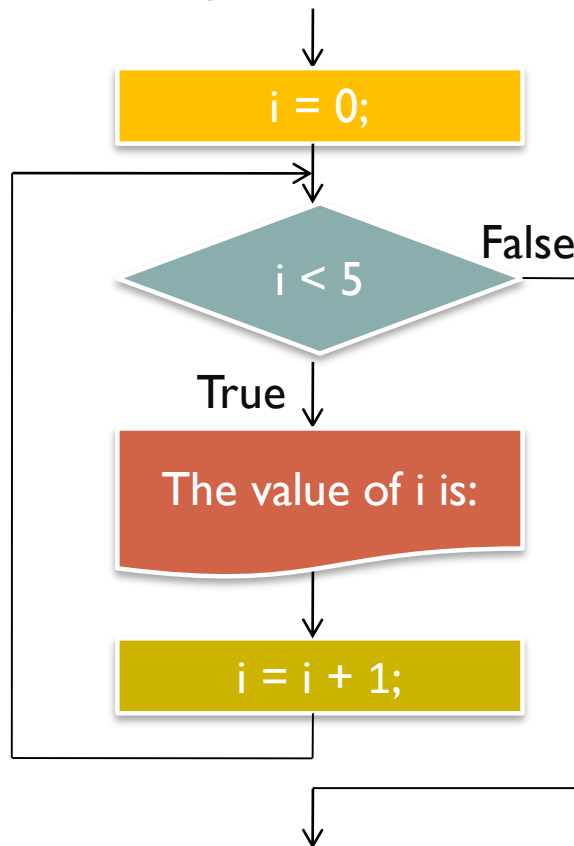 i = 0;
i < 5
False
True
The value of i is:
i = i + 1;